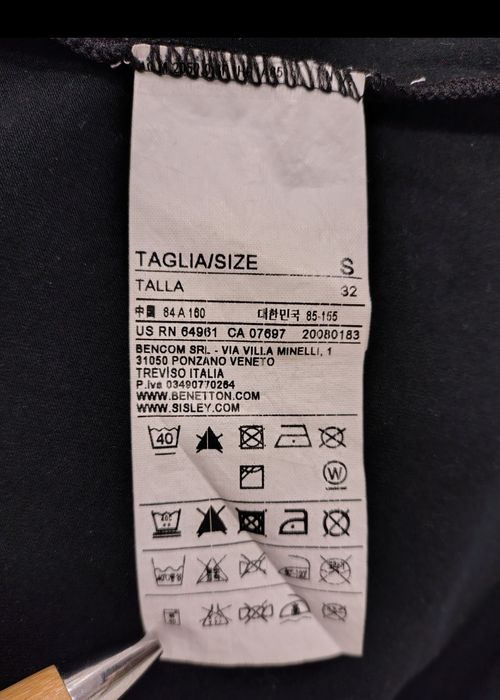 TAGLIA/SIZE S
TALLA 32
中国 84 A 160 대한민국 85-155
US RN 64961 CA 07697 20080183
BENCOM SRL - VIA VILLA MINELLI, 1
31050 PONZANO VENETO
TREVISO ITALIA
P.iva 03490770264
WWW.BENETTON.COM
WWW.SISLEY.COM
40
W